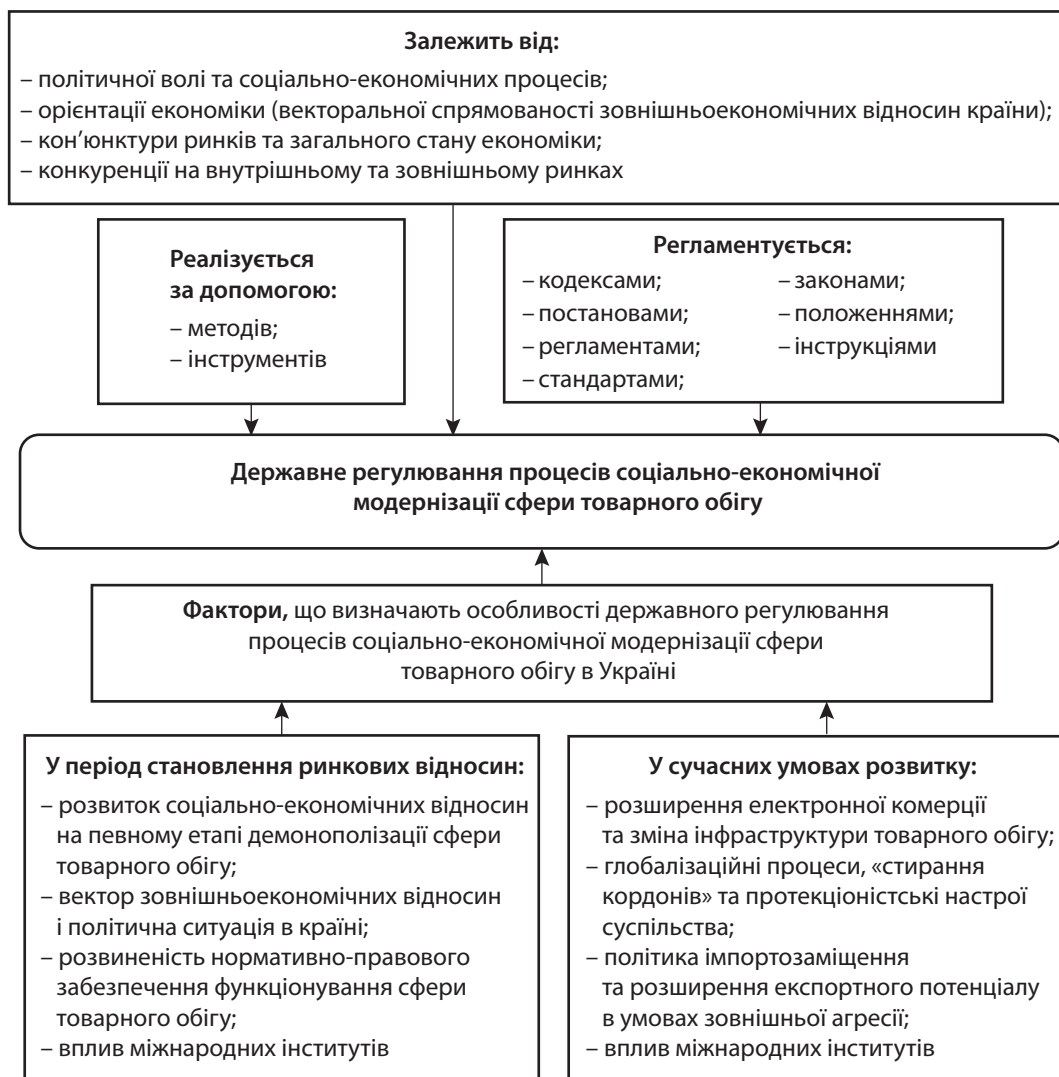 Залежить від:
– політичної волі та соціально-економічних процесів;
– орієнтації економіки (векторальної спрямованості зовнішньоекономічних відносин країни);
– кон'юнктури ринків та загального стану економіки;
– конкуренції на внутрішньому та зовнішньому ринках
Реалізується
за допомогою:
– методів;
– інструментів
Регламентується:
– кодексами;
– постановами;
– регламентами;
– стандартами;
– законами;
– положеннями;
– інструкціями
Державне регулювання процесів соціально-економічної
модернізації сфери товарного обігу
Фактори, що визначають особливості державного регулювання
процесів соціально-економічної модернізації сфери
товарного обігу в Україні
У період становлення ринкових відносин:
– розвиток соціально-економічних відносин
на певному етапі демонополізації сфери
товарного обігу;
– вектор зовнішньоекономічних відносин
і політична ситуація в країні;
– розвиненість нормативно-правового
забезпечення функціонування сфери
товарного обігу;
– вплив міжнародних інститутів
У сучасних умовах розвитку:
– розширення електронної комерції
та зміна інфраструктури товарного обігу;
– глобалізаційні процеси, «стирання
кордонів» та протекціоністські настрої
суспільства;
– політика імпортозаміщення
та розширення експортного потенціалу
в умовах зовнішньої агресії;
– вплив міжнародних інститутів